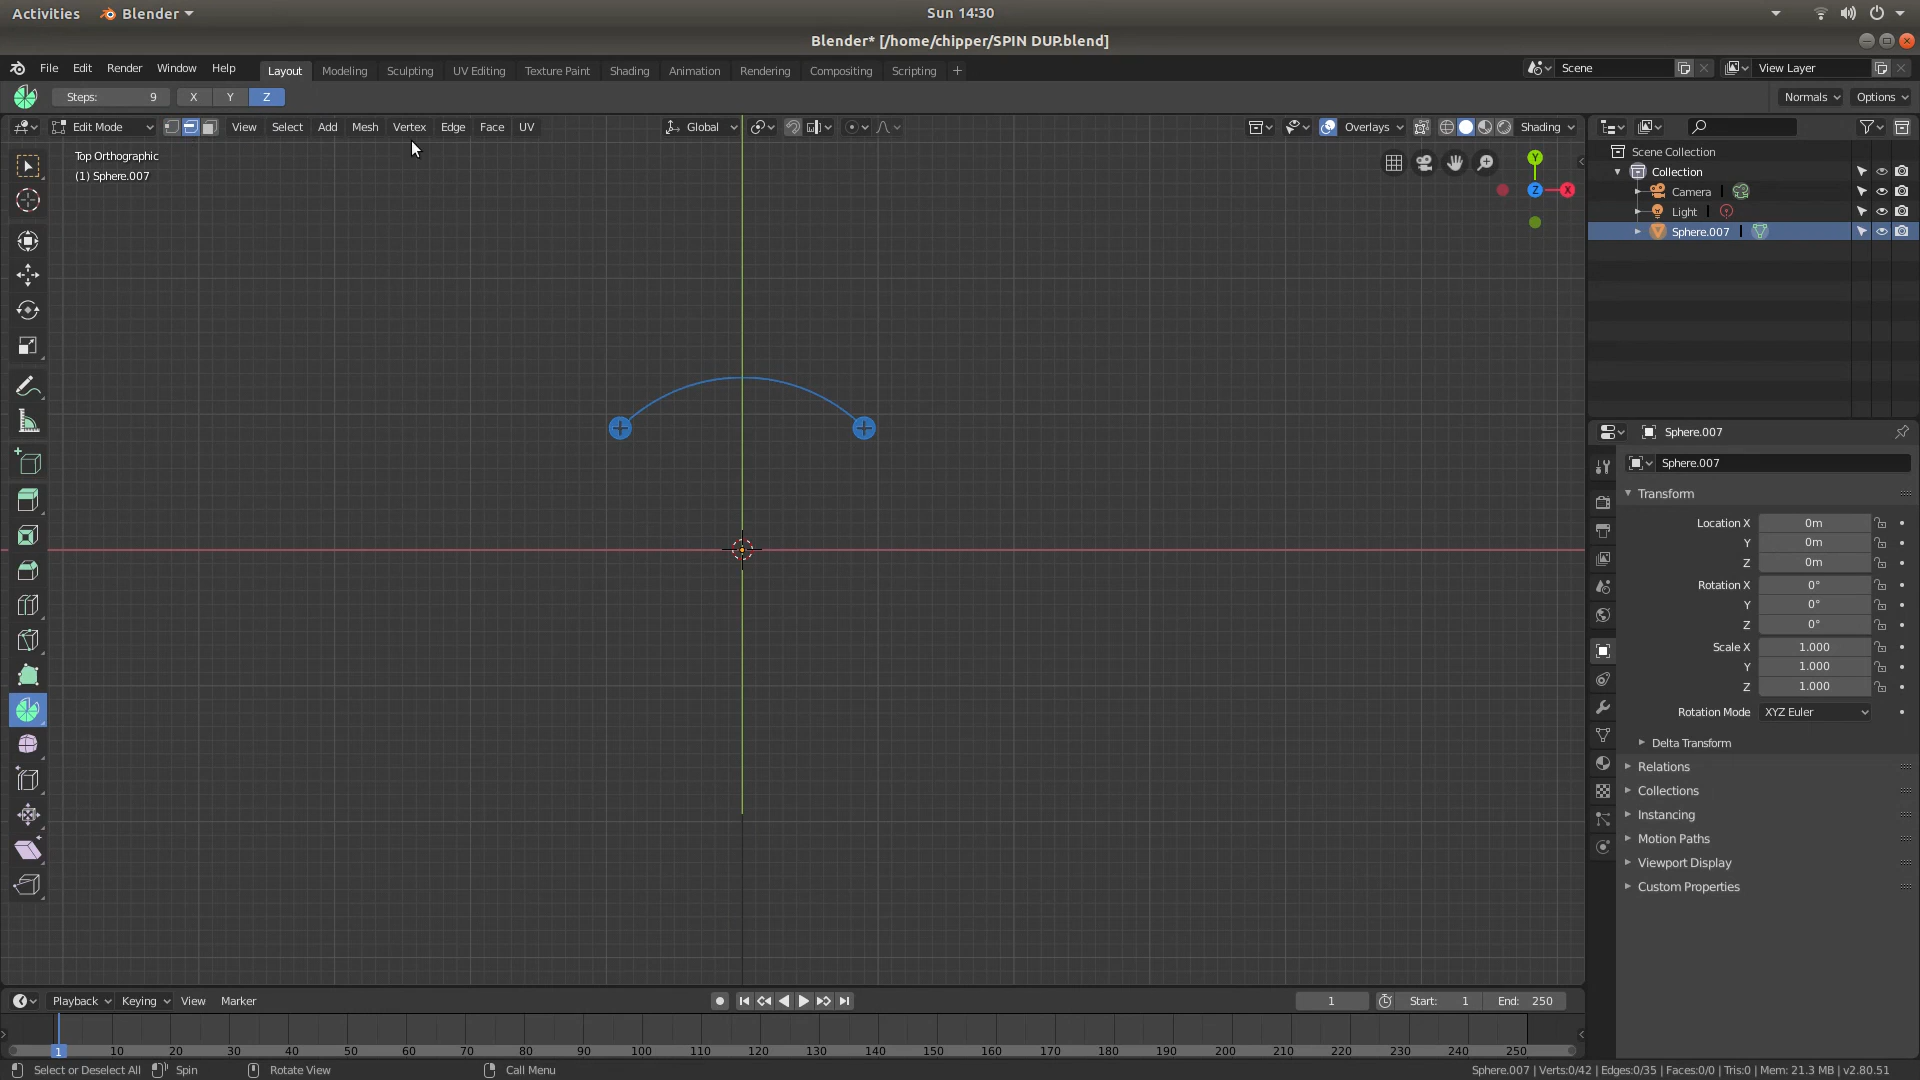 Activities Blender Sun 14:30
Blender* [/home/chipper/SPIN DUP.blend]
File Edit Render Window Help Layout Modeling Sculpting UV Editing Texture Paint Shading Animation Rendering Compositing Scripting + Scene View Layer
Steps: 9 X Y Z Normals Options
Edit Mode View Select Add Mesh Vertex Edge Face UV Global Overlays Shading
Top Orthographic
(1) Sphere.007
Y
Z X
Scene Collection
Collection
Camera
Light
Sphere.007
Sphere.007
Sphere.007
Transform
Location X 0m
Y 0m
Z 0m
Rotation X 0°
Y 0°
Z 0°
Scale X 1.000
Y 1.000
Z 1.000
Rotation Mode XYZ Euler
Delta Transform
Relations
Collections
Instancing
Motion Paths
Viewport Display
Custom Properties
Playback Keying View Marker 1 Start: 1 End: 250
1 10 20 30 40 50 60 70 80 90 100 110 120 130 140 150 160 170 180 190 200 210 220 230 240 250
Select or Deselect All Spin Rotate View Call Menu Sphere.007 | Verts:0/42 | Edges:0/35 | Faces:0/0 | Tris:0 | Mem: 21.3 MB | v2.80.51